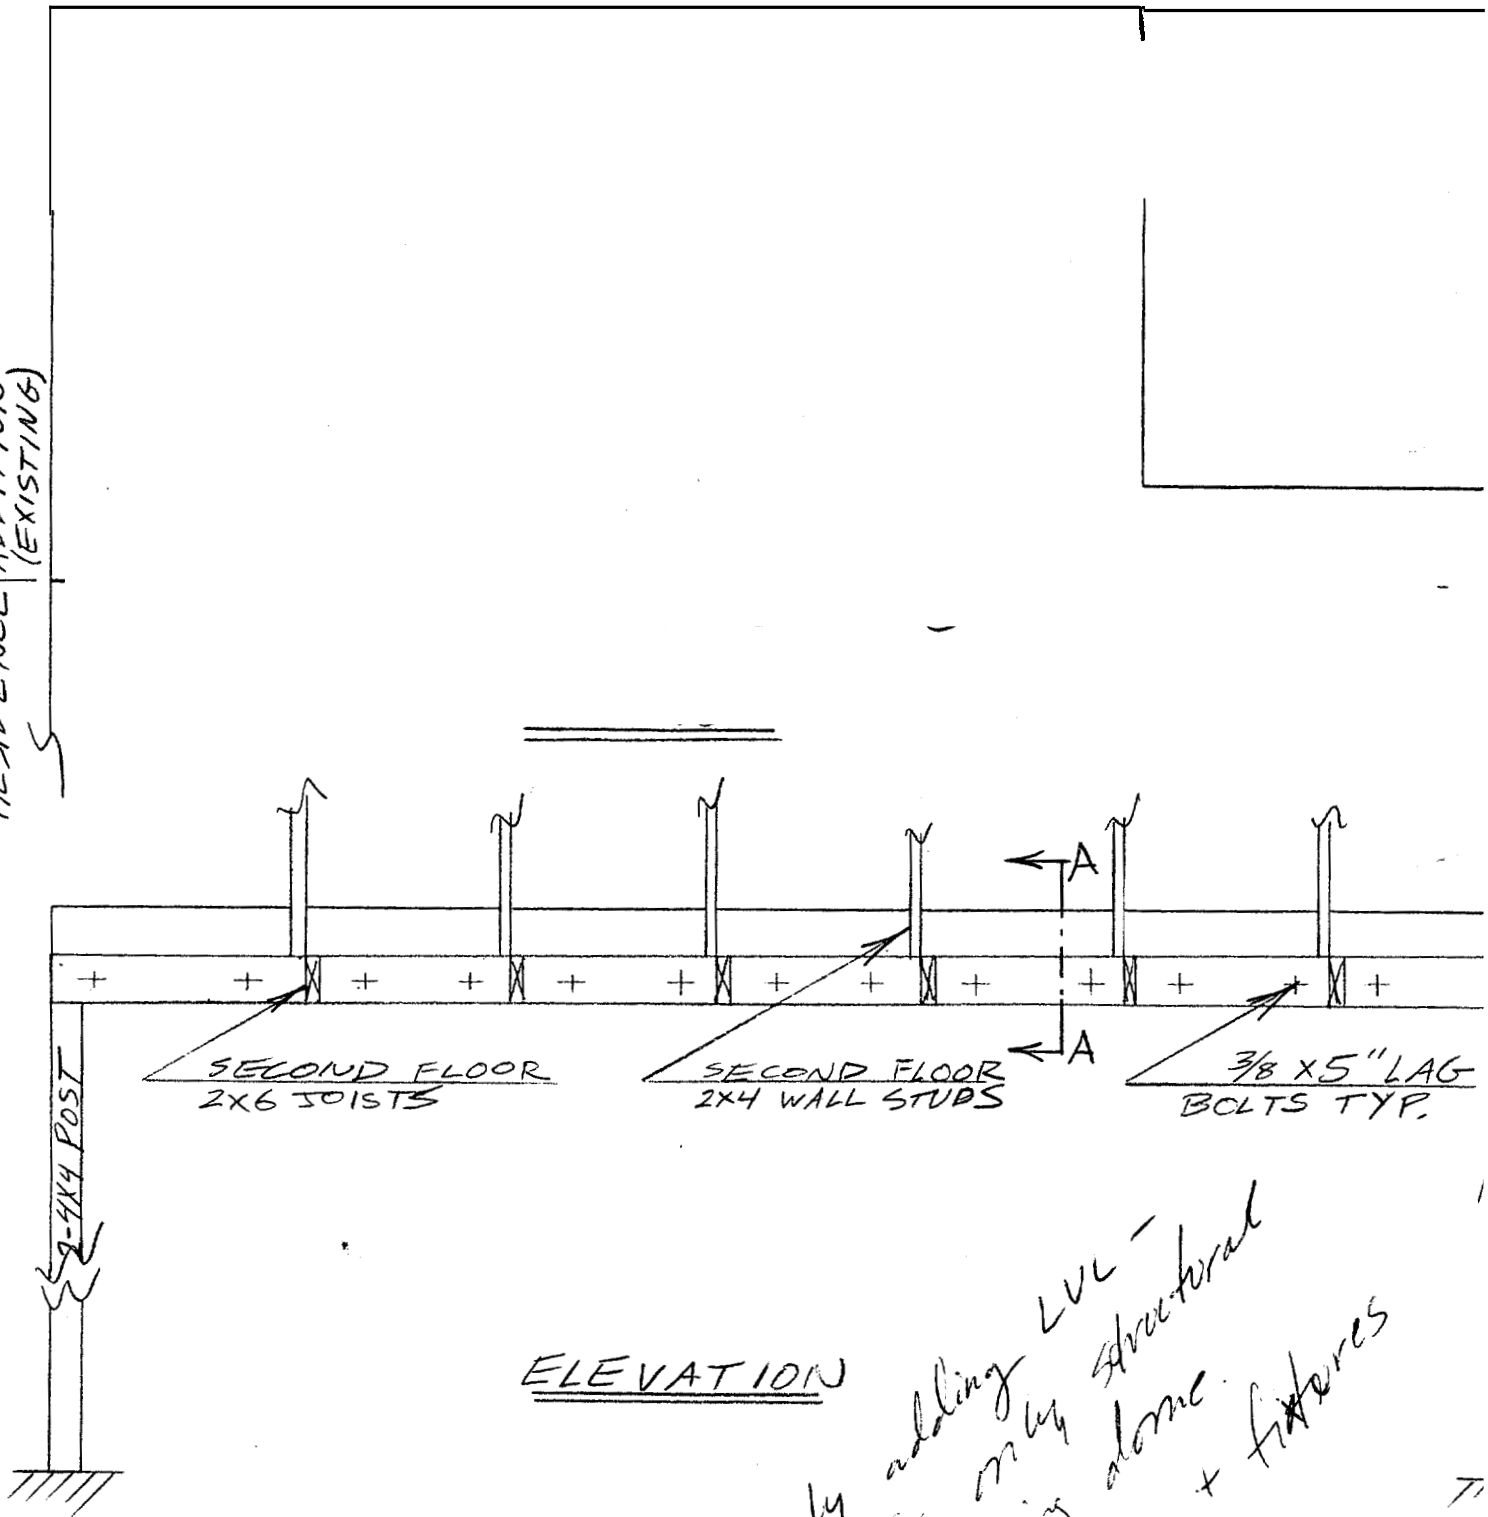 (EXISTING)
A
A
SECOND FLOOR
2X6 JOISTS
SECOND FLOOR
2X4 WALL STUDS
3/8 X 5" LAG
BOLTS TYP.
2-4X4 POST
ELEVATION
adding LVL -
only structural
done.
+ fixtures